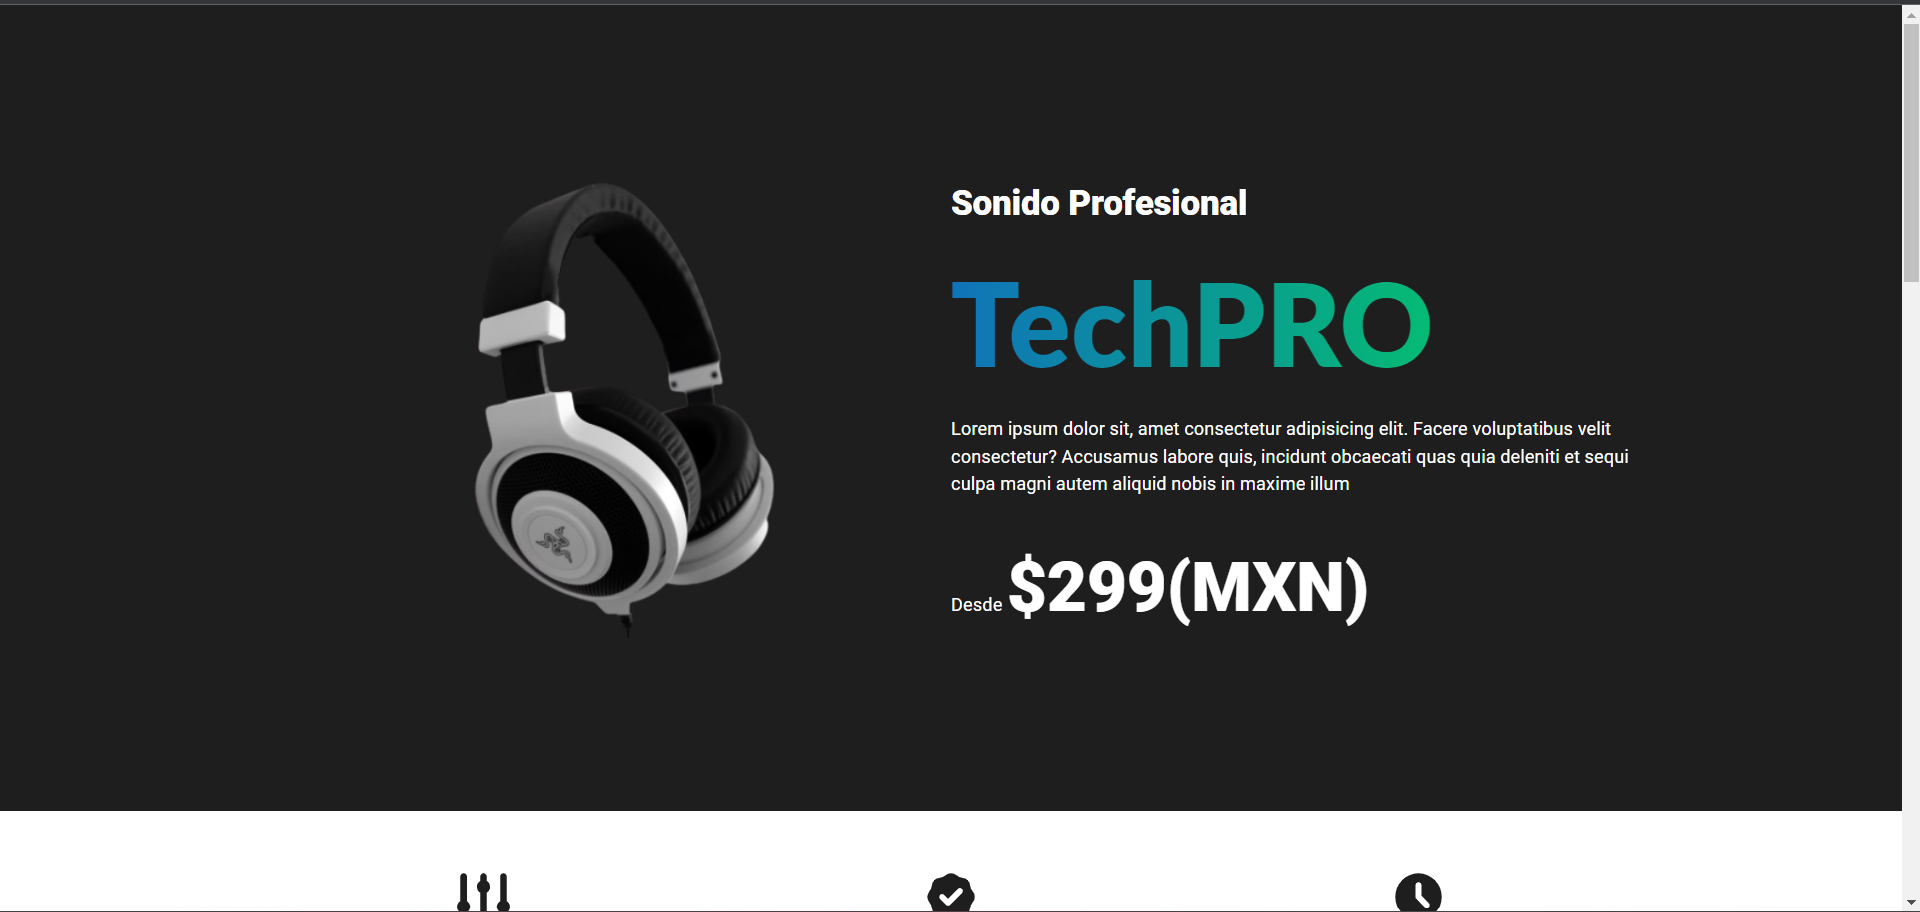 Sonido Profesional
TechPRO
Lorem ipsum dolor sit, amet consectetur adipisicing elit. Facere voluptatibus velit
consectetur? Accusamus labore quis, incidunt obcaecati quas quia deleniti et sequi
culpa magni autem aliquid nobis in maxime illum
Desde $299(MXN)